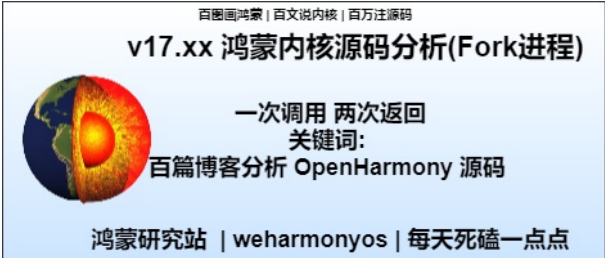 百图画鸿蒙 | 百文说内核 | 百万注源码
v17.xx 鸿蒙内核源码分析(Fork进程)
一次调用 两次返回
关键词:
百篇博客分析 OpenHarmony 源码
鸿蒙研究站 | weharmonyos | 每天死磕一点点